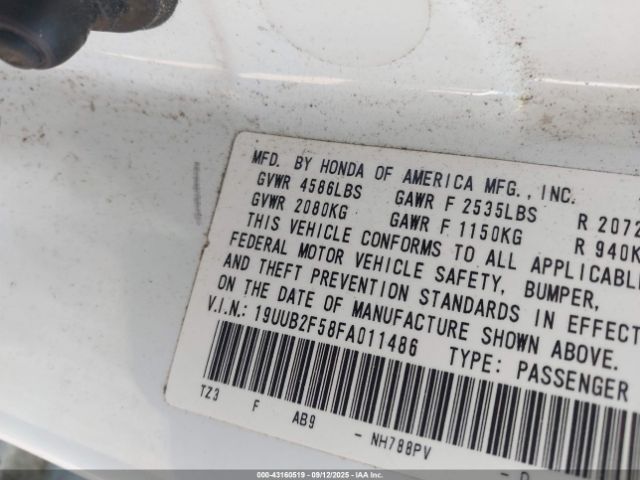 MFD. BY HONDA OF AMERICA MFG., INC.
GVWR 4586LBS GAWR F 2535LBS R 2072
GVWR 2080KG GAWR F 1150KG R 940K
THIS VEHICLE CONFORMS TO ALL APPLICABLE
FEDERAL MOTOR VEHICLE SAFETY, BUMPER,
AND THEFT PREVENTION STANDARDS IN EFFECT
ON THE DATE OF MANUFACTURE SHOWN ABOVE.
V.I.N.: 19UUB2F58FA011486 TYPE: PASSENGER
TZ3 F AB9 - NH788PV - D
000-43160519 - 09/12/2025 - IAAI.COM